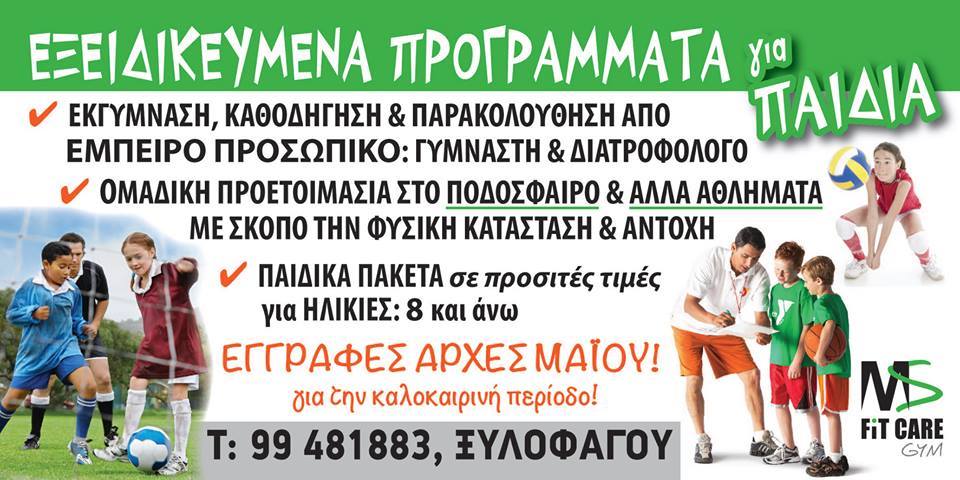 ΕΞΕΙΔΙΚΕΥΜΕΝΑ ΠΡΟΓΡΑΜΜΑΤΑ για
ΠΑΙΔΙΑ
✔ ΕΚΓΥΜΝΑΣΗ, ΚΑΘΟΔΗΓΗΣΗ & ΠΑΡΑΚΟΛΟΥΘΗΣΗ ΑΠΟ
ΕΜΠΕΙΡΟ ΠΡΟΣΩΠΙΚΟ: ΓΥΜΝΑΣΤΗ & ΔΙΑΤΡΟΦΟΛΟΓΟ
✔ ΟΜΑΔΙΚΗ ΠΡΟΕΤΟΙΜΑΣΙΑ ΣΤΟ ΠΟΔΟΣΦΑΙΡΟ & ΑΛΛΑ ΑΘΛΗΜΑΤΑ
ΜΕ ΣΚΟΠΟ ΤΗΝ ΦΥΣΙΚΗ ΚΑΤΑΣΤΑΣΗ & ΑΝΤΟΧΗ
✔ ΠΑΙΔΙΚΑ ΠΑΚΕΤΑ σε προσιτές τιμές
για ΗΛΙΚΙΕΣ: 8 και άνω
ΕΓΓΡΑΦΕΣ ΑΡΧΕΣ ΜΑΪΟΥ!
για την καλοκαιρινή περίοδο!
Τ: 99 481883, ΞΥΛΟΦΑΓΟΥ
MS
FiT CARE
GYM